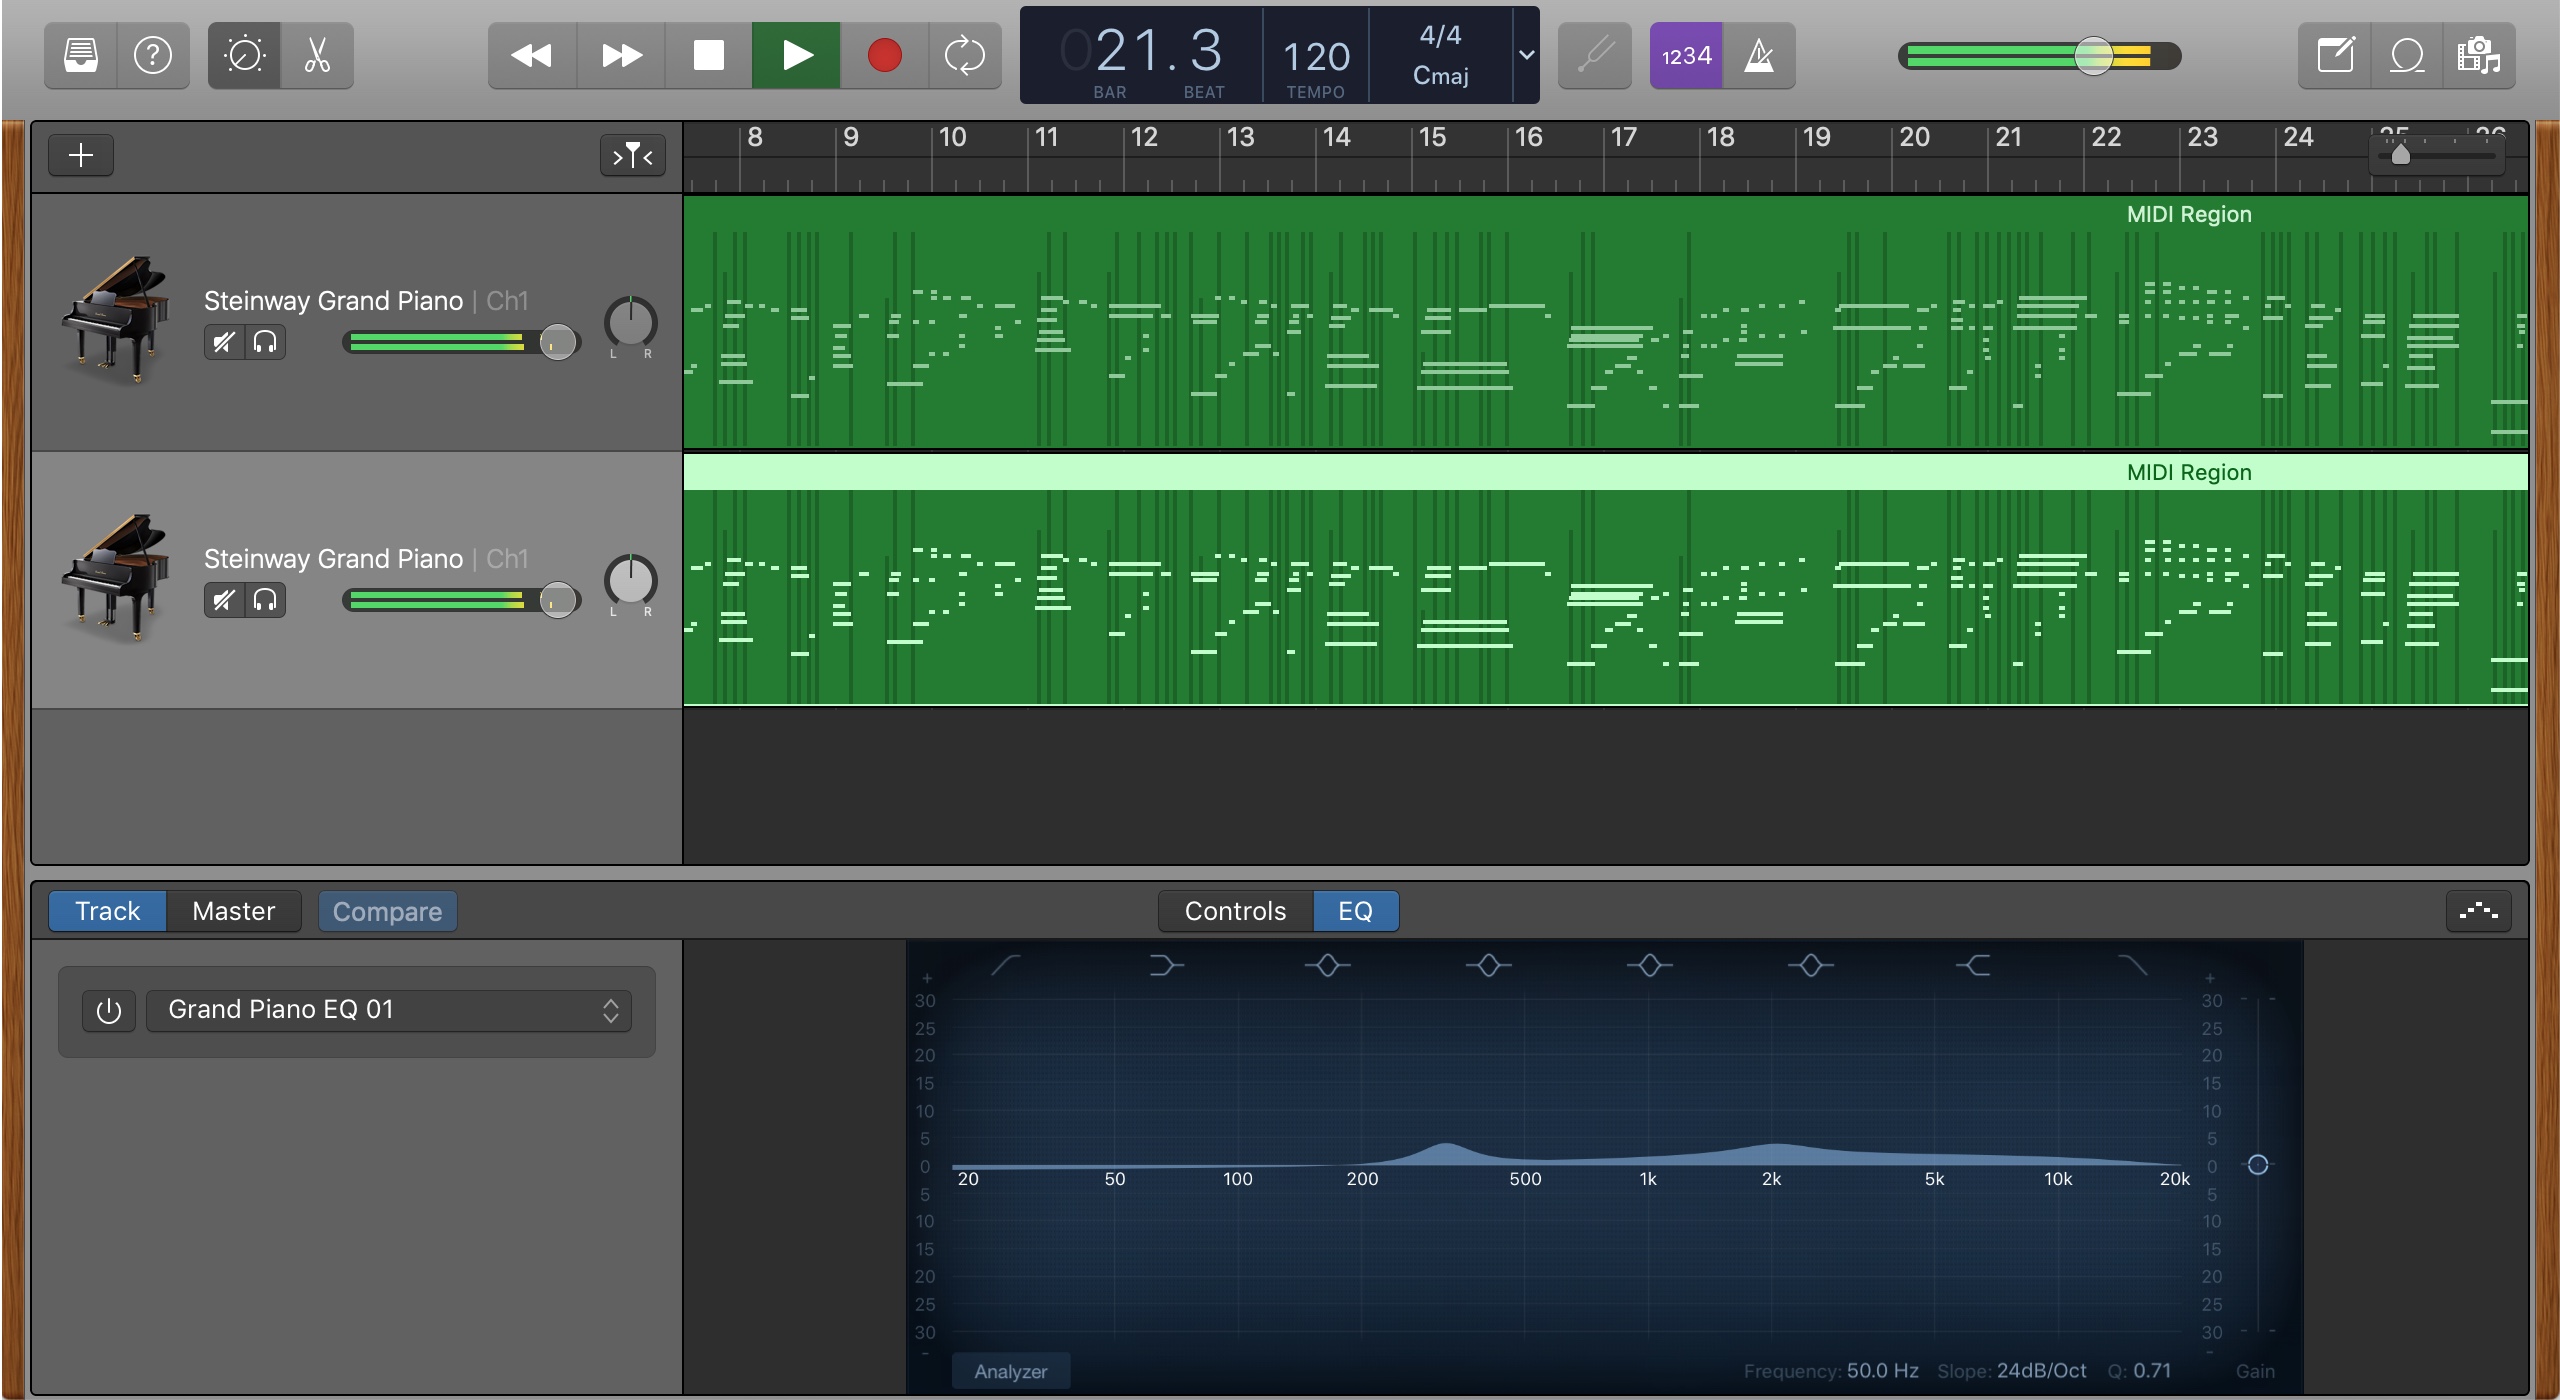 021.3
BAR BEAT
120
TEMPO
4/4
Cmaj
1234
8 9 10 11 12 13 14 15 16 17 18 19 20 21 22 23 24 25 26
MIDI Region
Steinway Grand Piano | Ch1
L R
MIDI Region
Steinway Grand Piano | Ch1
L R
Track Master Compare
Controls EQ
Grand Piano EQ 01
+ +
30 30
25 25
20 20
15 15
10 10
5 5
0 0
20 50 100 200 500 1k 2k 5k 10k 20k
5 5
10 10
15 15
20 20
25 25
30 30
- -
Analyzer
Frequency: 50.0 Hz Slope: 24dB/Oct Q: 0.71 Gain